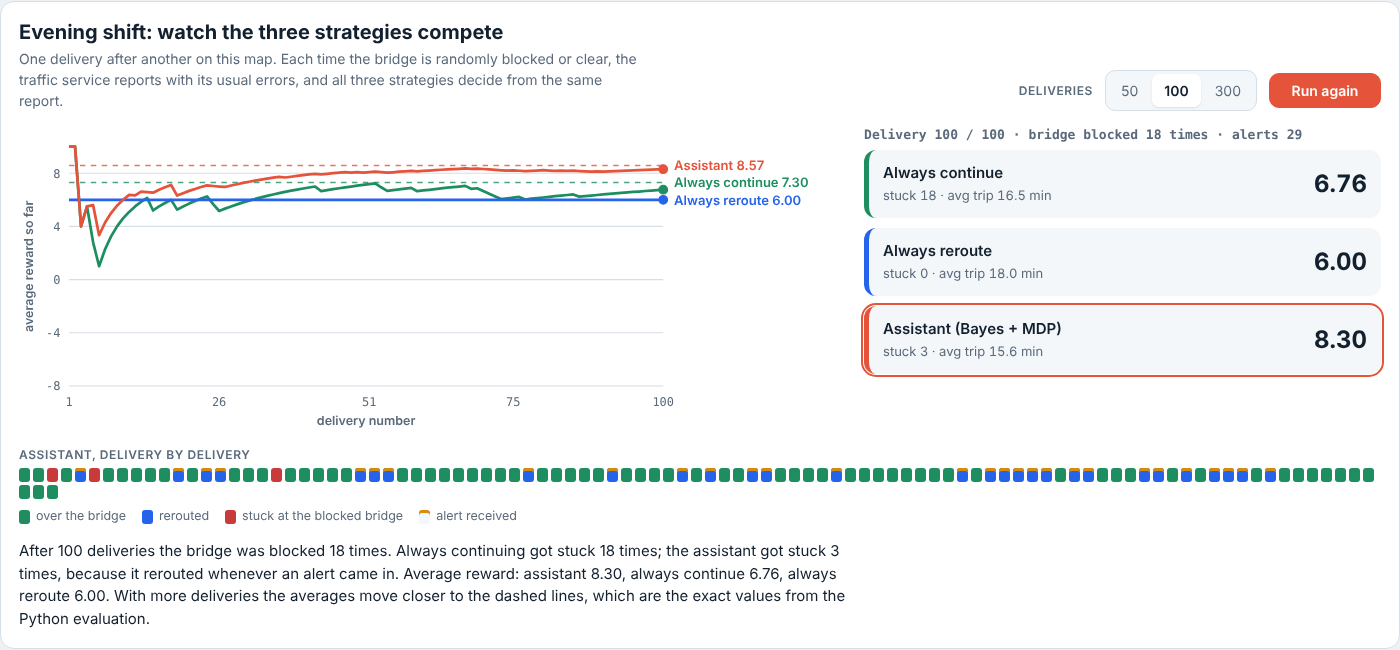 Evening shift: watch the three strategies compete
One delivery after another on this map. Each time the bridge is randomly blocked or clear, the
traffic service reports with its usual errors, and all three strategies decide from the same
report.
DELIVERIES 50 100 300 Run again
Delivery 100 / 100 · bridge blocked 18 times · alerts 29
Always continue
stuck 18 · avg trip 16.5 min
6.76
Always reroute
stuck 0 · avg trip 18.0 min
6.00
Assistant (Bayes + MDP)
stuck 3 · avg trip 15.6 min
8.30
average reward so far
8
4
0
-4
-8
1 26 51 75 100
delivery number
Assistant 8.57
Always continue 7.30
Always reroute 6.00
ASSISTANT, DELIVERY BY DELIVERY
over the bridge rerouted stuck at the blocked bridge alert received
After 100 deliveries the bridge was blocked 18 times. Always continuing got stuck 18 times; the assistant got stuck 3
times, because it rerouted whenever an alert came in. Average reward: assistant 8.30, always continue 6.76, always
reroute 6.00. With more deliveries the averages move closer to the dashed lines, which are the exact values from the
Python evaluation.